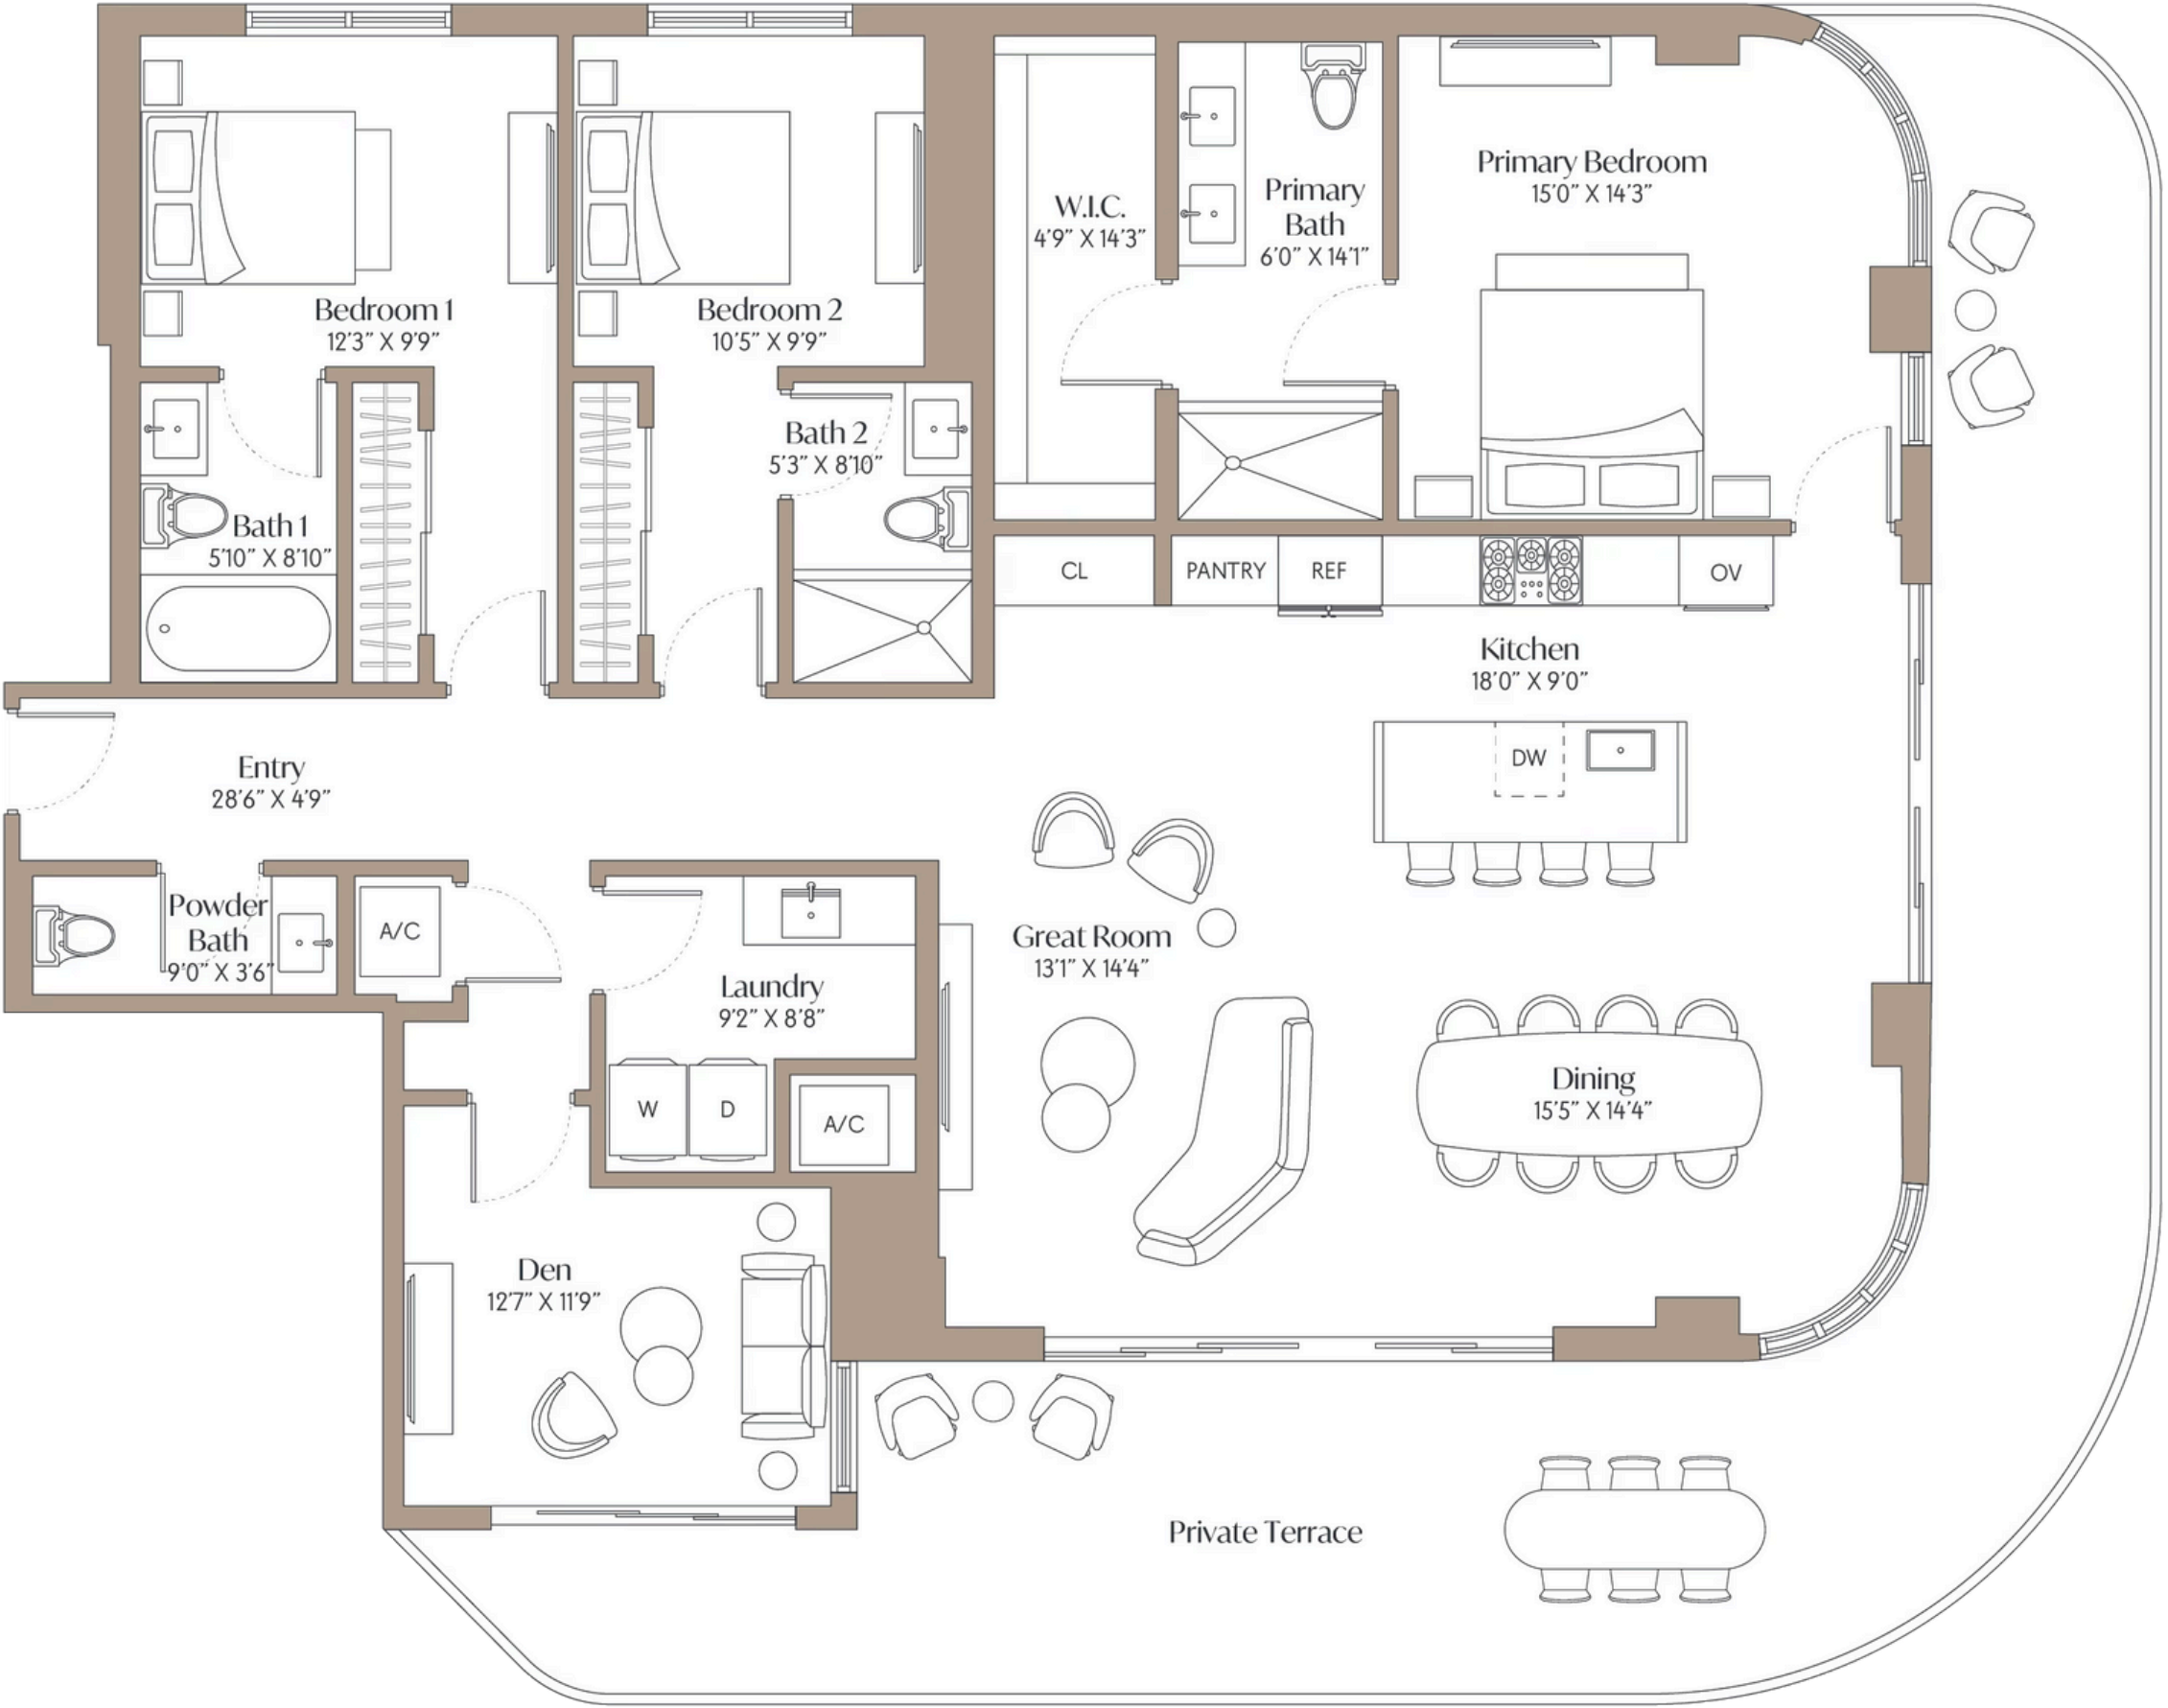 Primary Bedroom
15'0" X 14'3"
Primary
Bath
6'0" X 14'1"
W.I.C.
4'9" X 14'3"
Bedroom 1
12'3" X 9'9"
Bedroom 2
10'5" X 9'9"
Bath 2
5'3" X 8'10"
Bath 1
5'10" X 8'10"
CL
PANTRY
REF
OV
Kitchen
18'0" X 9'0"
DW
Entry
28'6" X 4'9"
Powder
Bath
9'0" X 3'6"
A/C
Laundry
9'2" X 8'8"
Great Room
13'1" X 14'4"
Dining
15'5" X 14'4"
W
D
A/C
Den
12'7" X 11'9"
Private Terrace